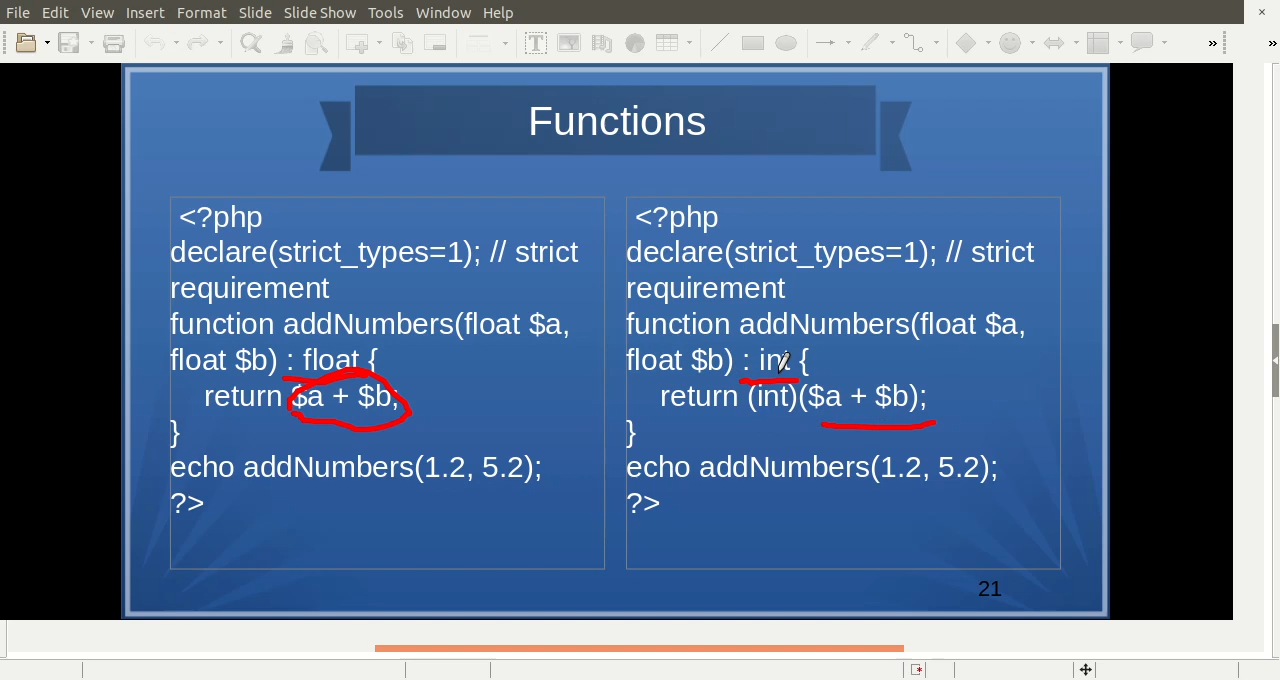 File Edit View Insert Format Slide Slide Show Tools Window Help
Functions
<?php
declare(strict_types=1); // strict
requirement
function addNumbers(float $a,
float $b) : float {
return $a + $b;
}
echo addNumbers(1.2, 5.2);
?>
<?php
declare(strict_types=1); // strict
requirement
function addNumbers(float $a,
float $b) : int {
return (int)($a + $b);
}
echo addNumbers(1.2, 5.2);
?>
21